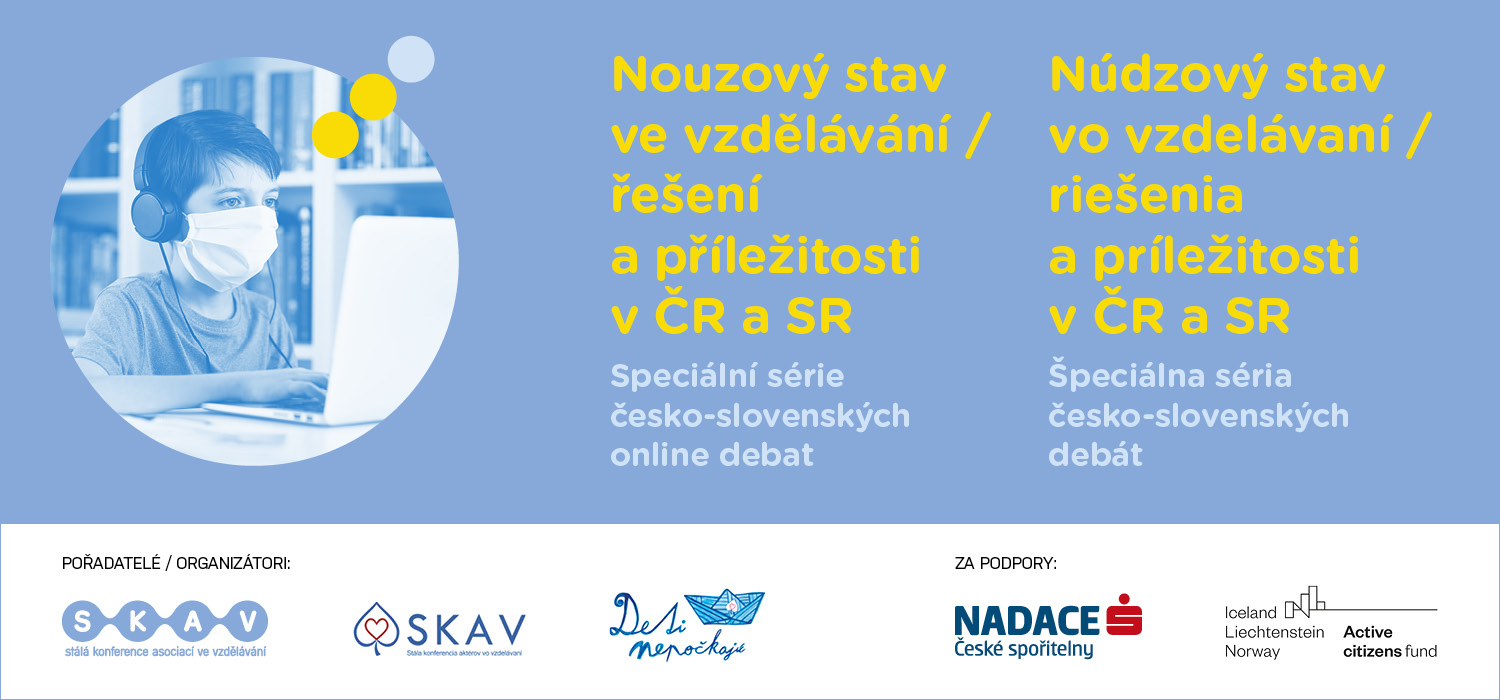 Nouzový stav
ve vzdělávání /
řešení
a příležitosti
v ČR a SR
Speciální série
česko-slovenských
online debat
Núdzový stav
vo vzdelávaní /
riešenia
a príležitosti
v ČR a SR
Špeciálna séria
česko-slovenských
debát
POŘADATELÉ / ORGANIZÁTORI:
SKAV
stálá konference asociací ve vzdělávání
SKAV
Stála konferencia aktérov vo vzdelávaní
Deti
nepočkajú
ZA PODPORY:
NADACE
České spořitelny
Iceland
Liechtenstein
Norway
Active
citizens fund